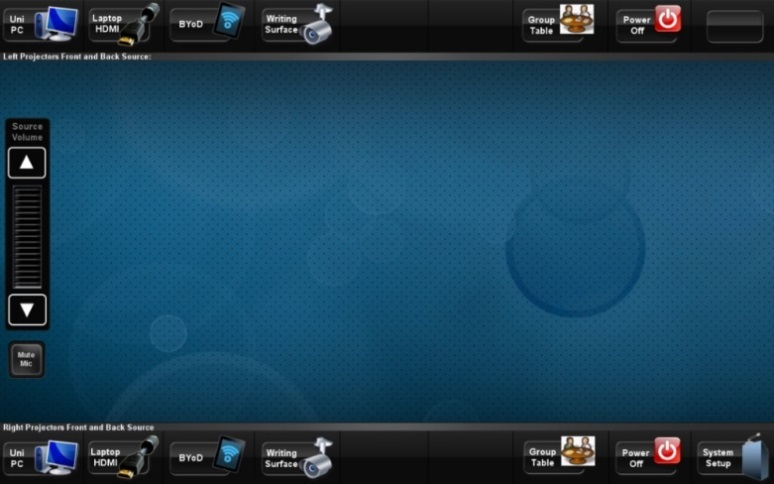 Uni
PC
Laptop
HDMI
BYoD
Writing
Surface
Group
Table
Power
Off
Left Projectors Front and Back Source:
Source
Volume
Mute
Mic
Right Projectors Front and Back Source
Uni
PC
Laptop
HDMI
BYoD
Writing
Surface
Group
Table
Power
Off
System
Setup